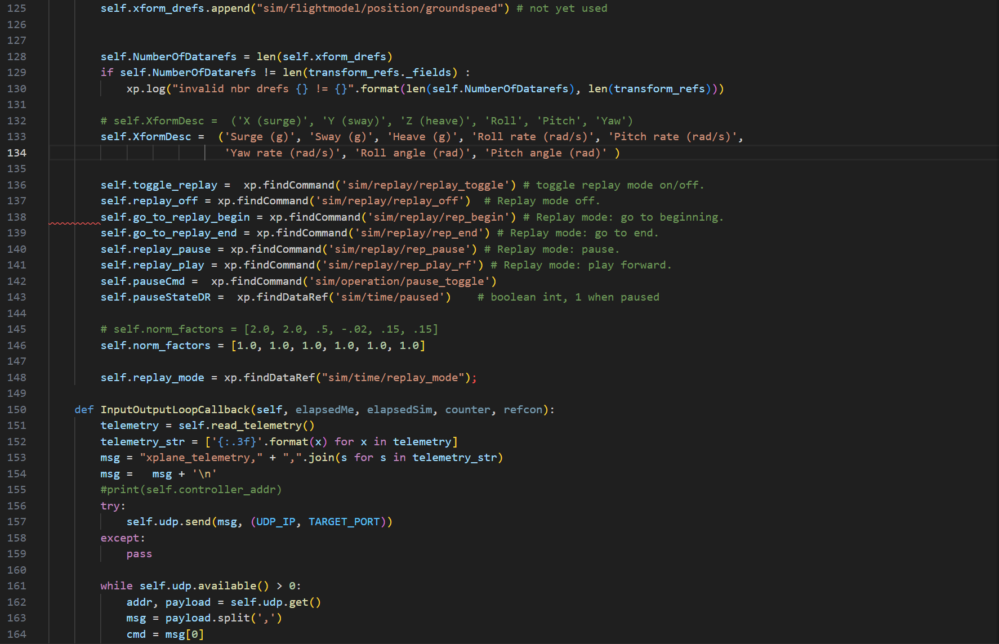 125 self.xform_drefs.append("sim/flightmodel/position/groundspeed") # not yet used
126
127
128 self.NumberOfDatarefs = len(self.xform_drefs)
129 if self.NumberOfDatarefs != len(transform_refs._fields) :
130 xp.log("invalid nbr drefs {} != {}".format(len(self.NumberOfDatarefs), len(transform_refs)))
131
132 # self.XformDesc =  ('X (surge)', 'Y (sway)', 'Z (heave)', 'Roll', 'Pitch', 'Yaw')
133 self.XformDesc =  ('Surge (g)', 'Sway (g)', 'Heave (g)', 'Roll rate (rad/s)', 'Pitch rate (rad/s)',
134 'Yaw rate (rad/s)', 'Roll angle (rad)', 'Pitch angle (rad)' )
135
136 self.toggle_replay =  xp.findCommand('sim/replay/replay_toggle') # toggle replay mode on/off.
137 self.replay_off = xp.findCommand('sim/replay/replay_off')  # Replay mode off.
138 self.go_to_replay_begin = xp.findCommand('sim/replay/rep_begin') # Replay mode: go to beginning.
139 self.go_to_replay_end = xp.findCommand('sim/replay/rep_end') # Replay mode: go to end.
140 self.replay_pause = xp.findCommand('sim/replay/rep_pause') # Replay mode: pause.
141 self.replay_play = xp.findCommand('sim/replay/rep_play_rf') # Replay mode: play forward.
142 self.pauseCmd =  xp.findCommand('sim/operation/pause_toggle')
143 self.pauseStateDR =  xp.findDataRef('sim/time/paused')    # boolean int, 1 when paused
144
145 # self.norm_factors = [2.0, 2.0, .5, -.02, .15, .15]
146 self.norm_factors = [1.0, 1.0, 1.0, 1.0, 1.0, 1.0]
147
148 self.replay_mode = xp.findDataRef("sim/time/replay_mode");
149
150 def InputOutputLoopCallback(self, elapsedMe, elapsedSim, counter, refcon):
151 telemetry = self.read_telemetry()
152 telemetry_str = ['{:.3f}'.format(x) for x in telemetry]
153 msg = "xplane_telemetry," + ",".join(s for s in telemetry_str)
154 msg =   msg + '\n'
155 #print(self.controller_addr)
156 try:
157 self.udp.send(msg, (UDP_IP, TARGET_PORT))
158 except:
159 pass
160
161 while self.udp.available() > 0:
162 addr, payload = self.udp.get()
163 msg = payload.split(',')
164 cmd = msg[0]